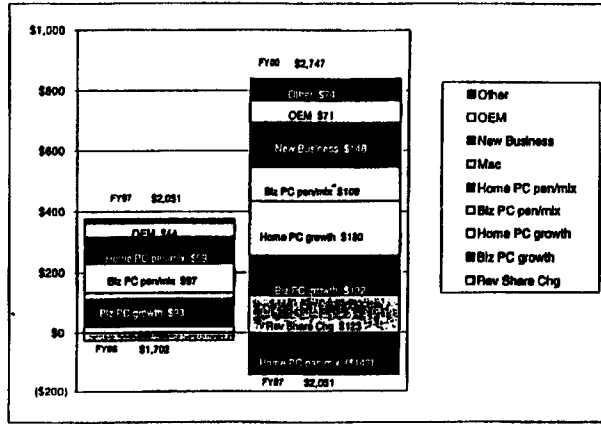 $1,000
$800
$600
$400
$200
$0
($200)
FY97 $2,031
OEM $44
Home PC pen/mix $89
Biz PC pen/mix $87
Biz PC growth $93
FY96 $1,702
FY00 $2,747
Other $74
OEM $71
New Business $148
Biz PC pen/mix $109
Home PC growth $180
Biz PC growth $132
Rev Share Chg $123
Home PC pen/mix ($142)
FY97 $2,031
Other
OEM
New Business
Mac
Home PC pen/mix
Biz PC pen/mix
Home PC growth
Biz PC growth
Rev Share Chg